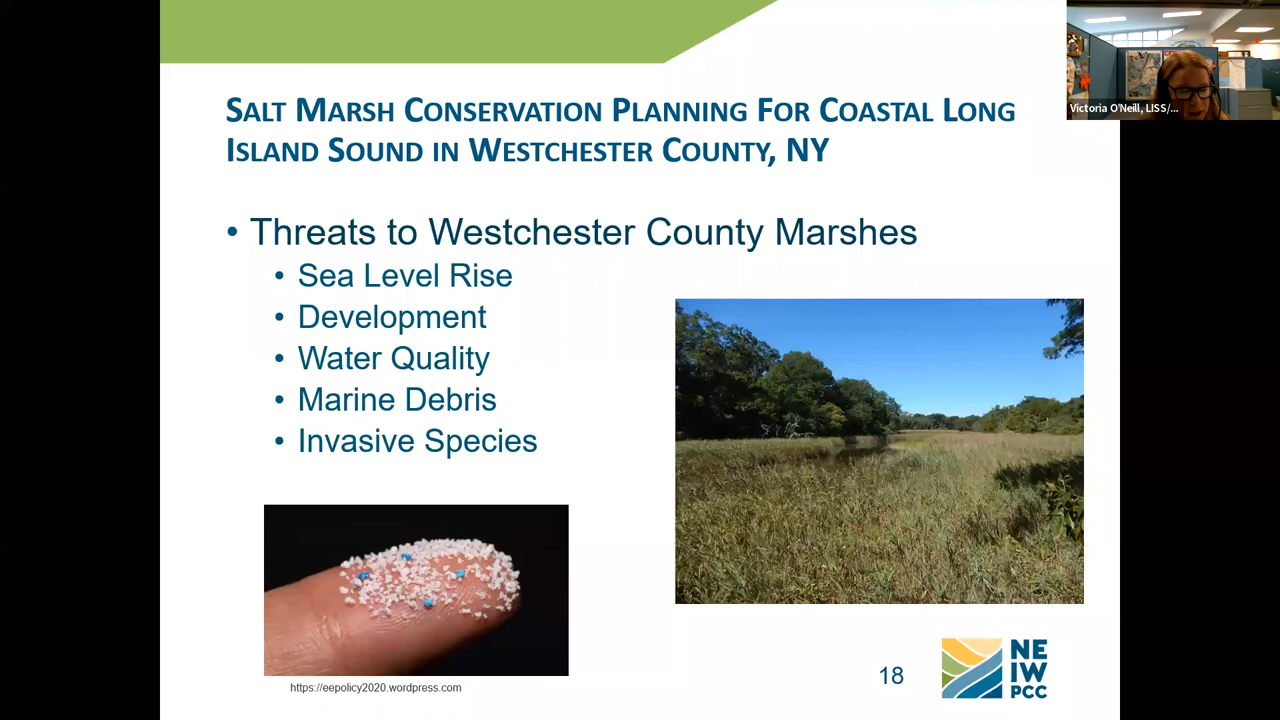 Victoria O'Neill, LISS/...
Salt Marsh Conservation Planning For Coastal Long
Island Sound in Westchester County, NY
• Threats to Westchester County Marshes
• Sea Level Rise
• Development
• Water Quality
• Marine Debris
• Invasive Species
https://eepolicy2020.wordpress.com
18
NE
IW
PCC